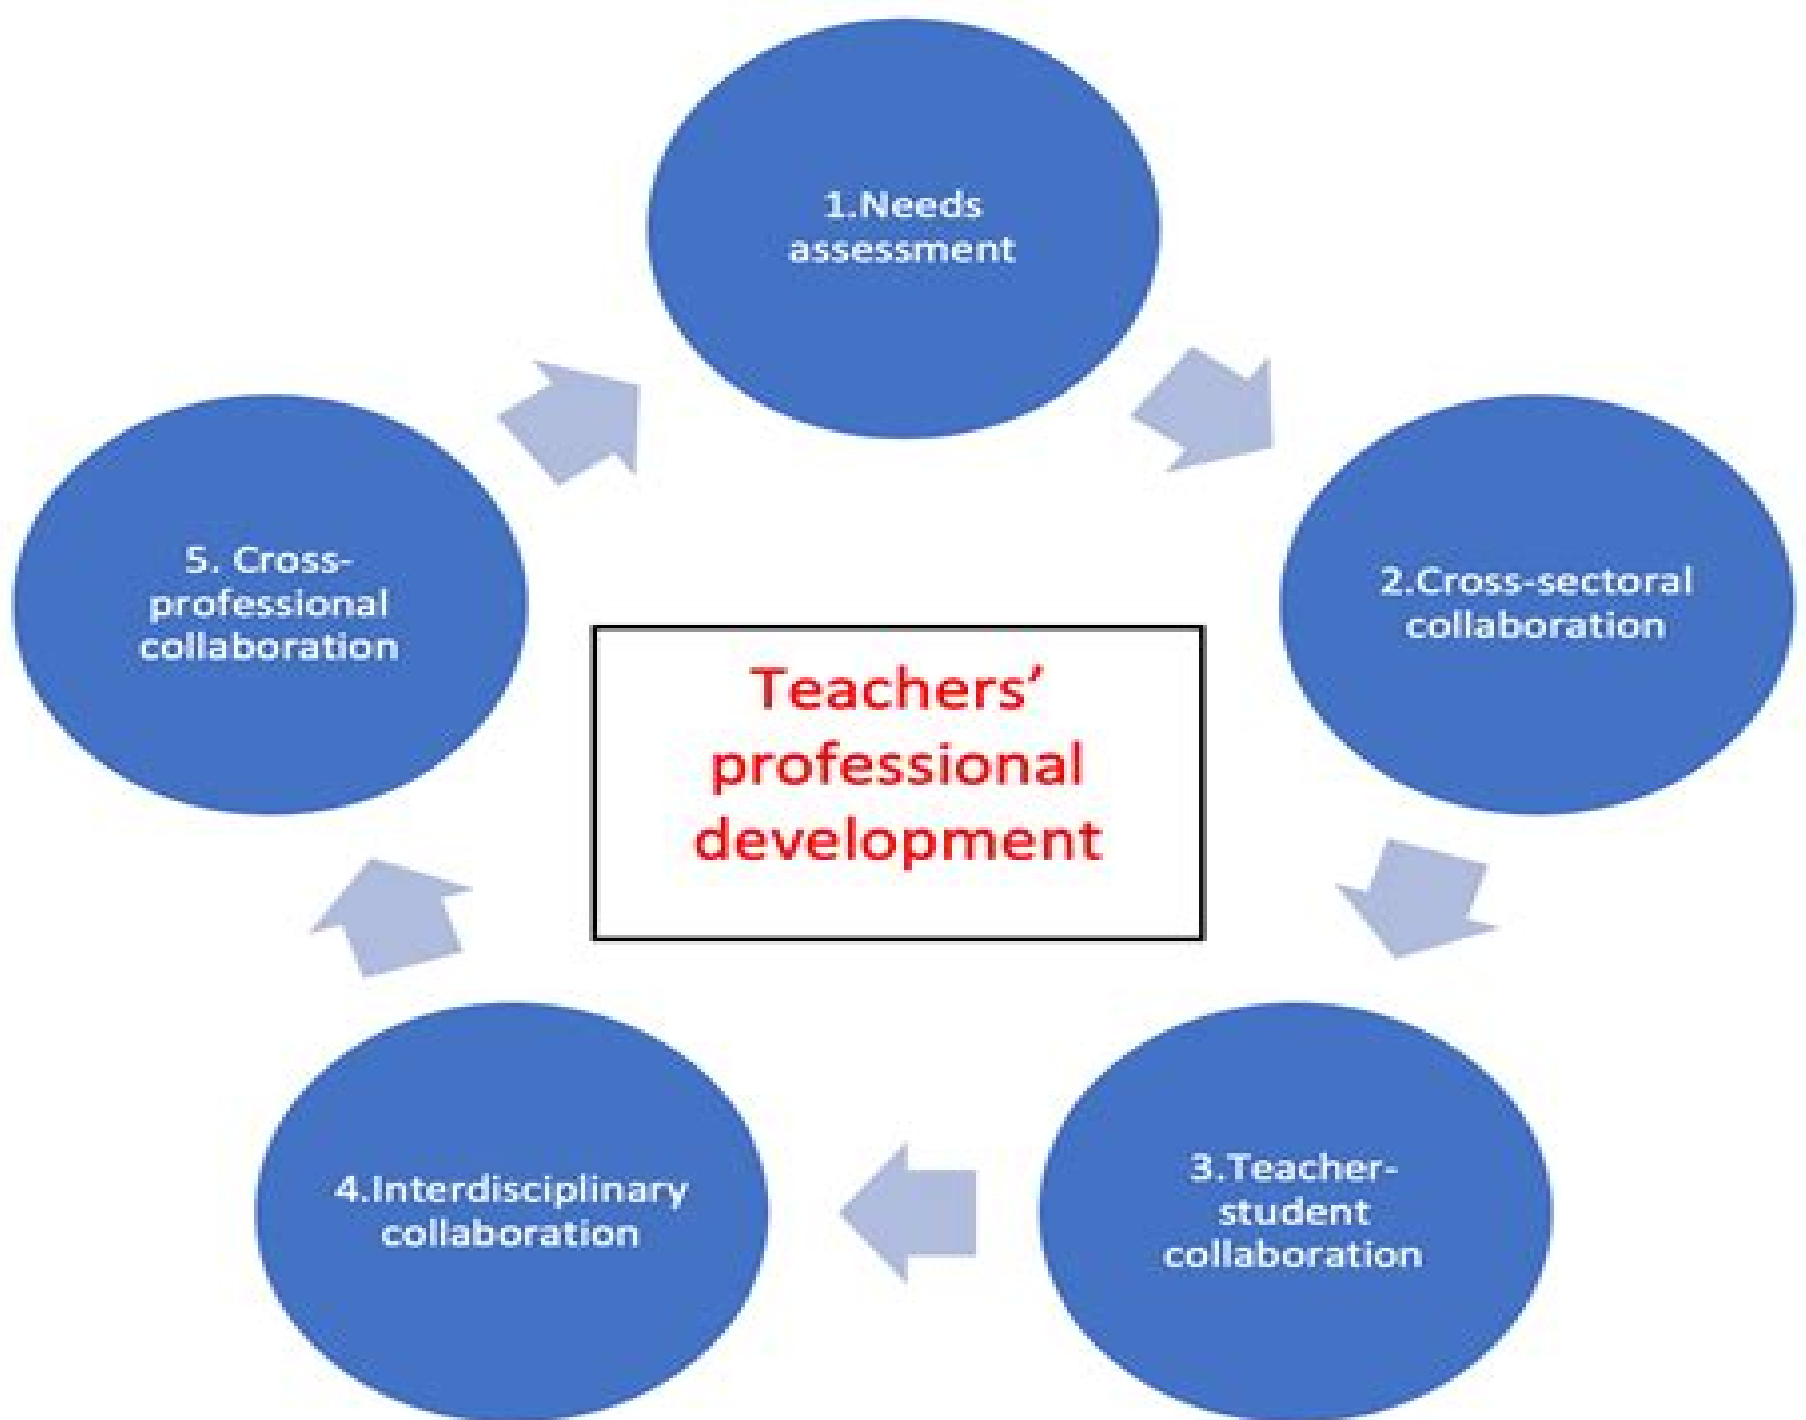 1.Needs
assessment
2.Cross-sectoral
collaboration
3.Teacher-
student
collaboration
4.Interdisciplinary
collaboration
5. Cross-
professional
collaboration
Teachers’
professional
development